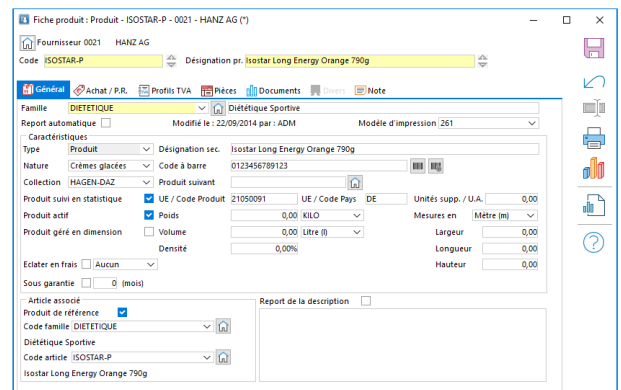 Fiche produit : Produit - ISOSTAR-P - 0021 - HANZ AG (*)
Fournisseur 0021 HANZ AG
Code ISOSTAR-P Désignation pr. Isostar Long Energy Orange 790g
Général Achat / P.R. Profils TVA Pièces Documents Divers Note
Famille DIETETIQUE Diététique Sportive
Report automatique Modifié le : 22/09/2014 par : ADM Modèle d'impression 261
Caractéristiques
Type Produit Désignation sec. Isostar Long Energy Orange 790g
Nature Crèmes glacées Code à barre 0123456789123
Collection HAGEN-DAZ Produit suivant
Produit suivi en statistique UE / Code Produit 21050091 UE / Code Pays DE Unités supp. / U.A. 0,00
Produit actif Poids 0,00 KILO Mesures en Mètre (m)
Produit géré en dimension Volume 0,00 Litre (l) Largeur 0,00
Densité 0,00% Longueur 0,00
Eclater en frais Aucun Hauteur 0,00
Sous garantie 0 (mois)
Article associé Report de la description
Produit de référence
Code famille DIETETIQUE
Diététique Sportive
Code article ISOSTAR-P
Isostar Long Energy Orange 790g